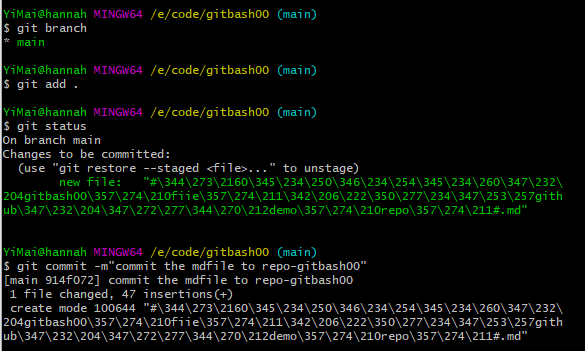 YiMai@hannah MINGW64 /e/code/gitbash00 (main)
$ git branch
* main
YiMai@hannah MINGW64 /e/code/gitbash00 (main)
$ git add .
YiMai@hannah MINGW64 /e/code/gitbash00 (main)
$ git status
On branch main
Changes to be committed:
  (use "git restore --staged <file>..." to unstage)
        new file:   "#\344\273\2160\345\234\250\346\234\254\345\234\260\347\232\
204gitbash00\357\274\210fiie\357\274\211\342\206\222\350\277\234\347\253\257gith
ub\347\232\204\347\272\277\344\270\212demo\357\274\210repo\357\274\211#.md"
YiMai@hannah MINGW64 /e/code/gitbash00 (main)
$ git commit -m"commit the mdfile to repo-gitbash00"
[main 914f072] commit the mdfile to repo-gitbash00
 1 file changed, 47 insertions(+)
 create mode 100644 "#\344\273\2160\345\234\250\346\234\254\345\234\260\347\232\
204gitbash00\357\274\210fiie\357\274\211\342\206\222\350\277\234\347\253\257gith
ub\347\232\204\347\272\277\344\270\212demo\357\274\210repo\357\274\211#.md"